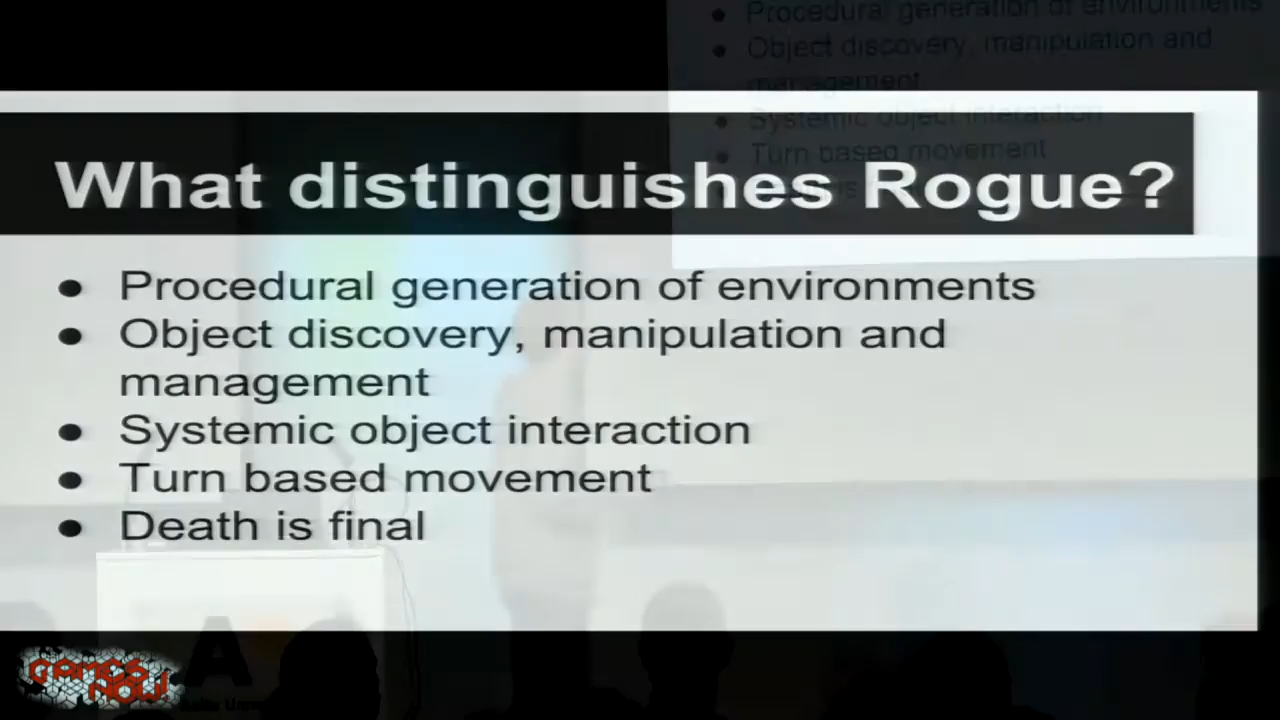 Procedural generation of environments
Object discovery, manipulation and
management
Systemic object interaction
Turn based movement
What distinguishes Rogue?
● Procedural generation of environments
● Object discovery, manipulation and
management
● Systemic object interaction
● Turn based movement
● Death is final
GAMES
NOW!
A